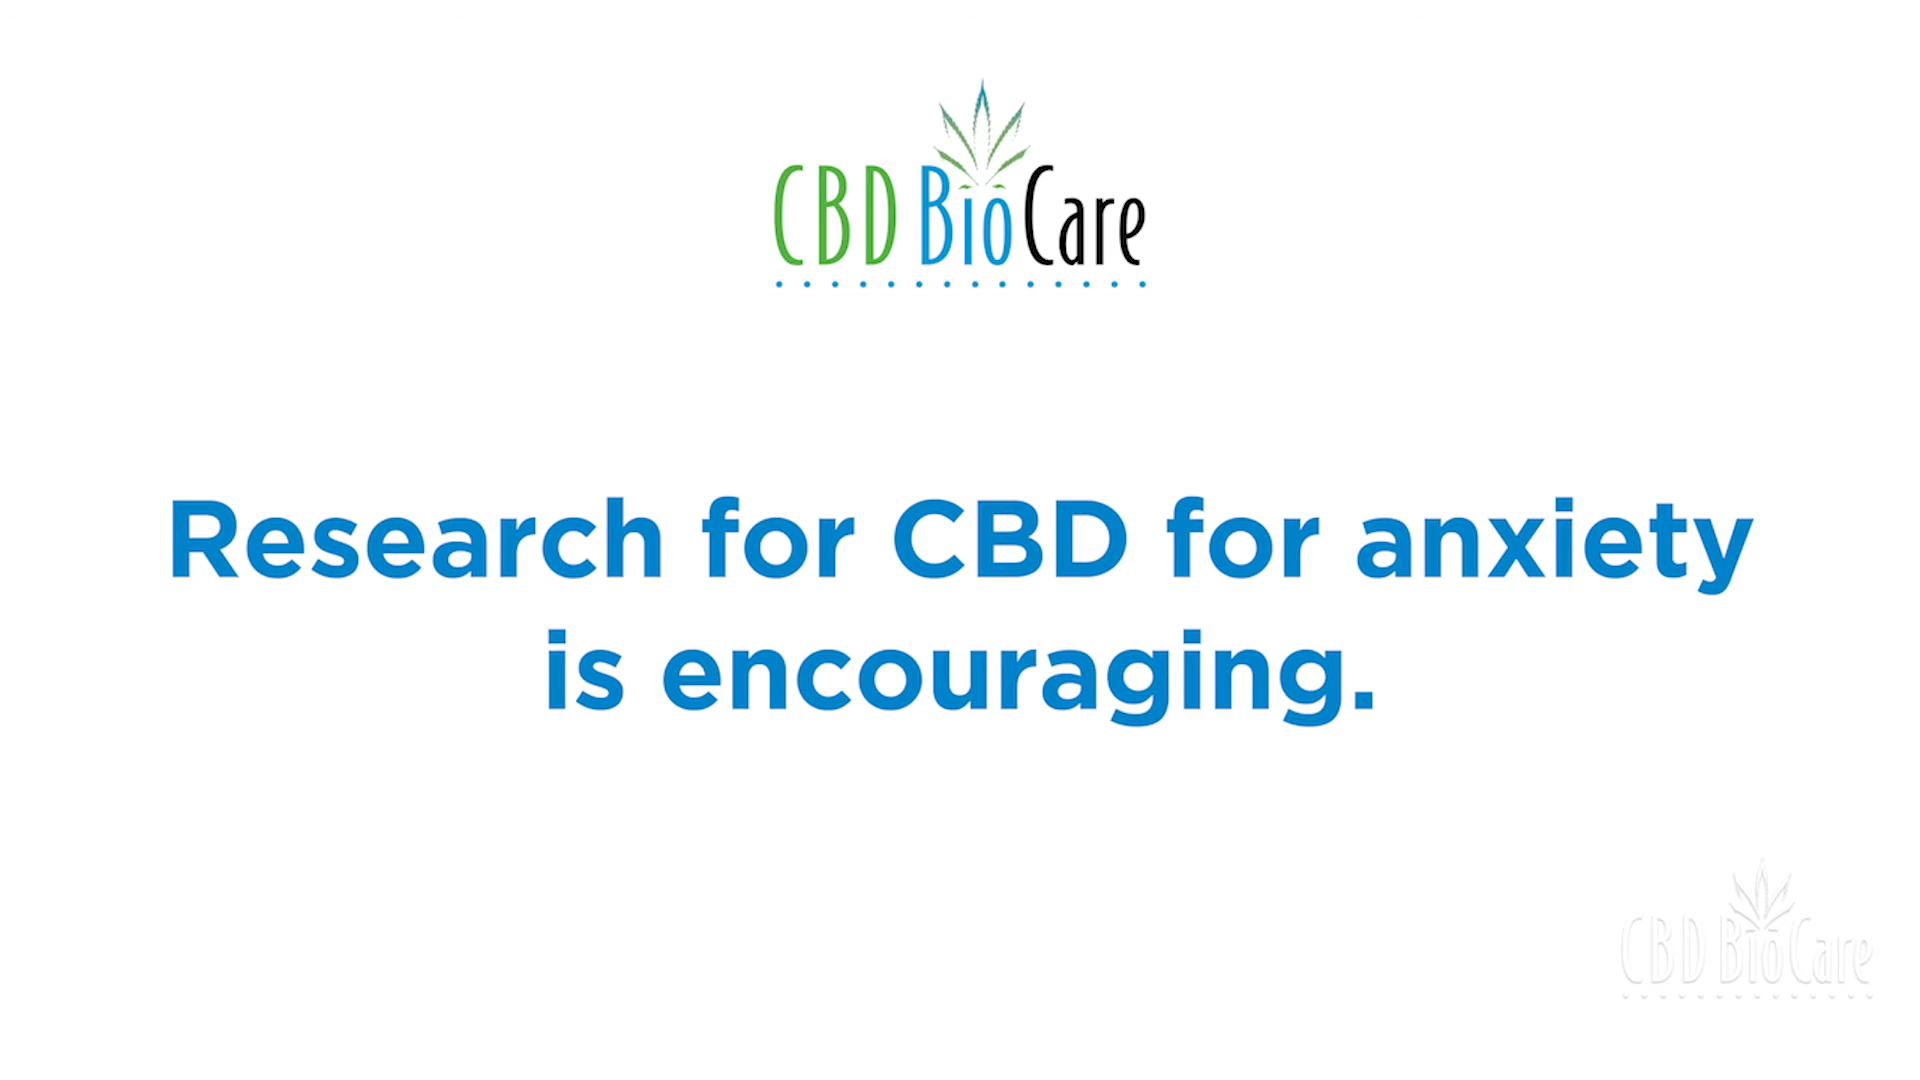 CBD BioCare
Research for CBD for anxiety
is encouraging.
CBD BioCare